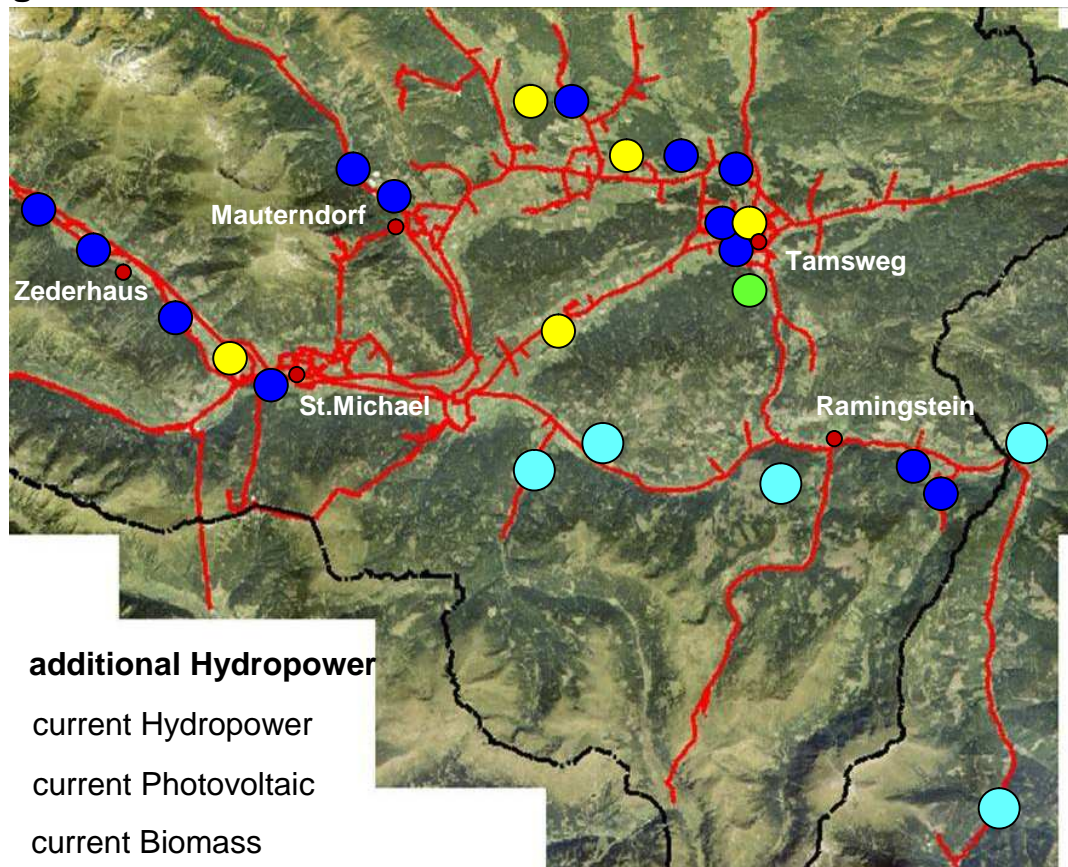 Mauterndorf
Zederhaus
Tamsweg
St.Michael
Ramingstein
additional Hydropower
current Hydropower
current Photovoltaic
current Biomass